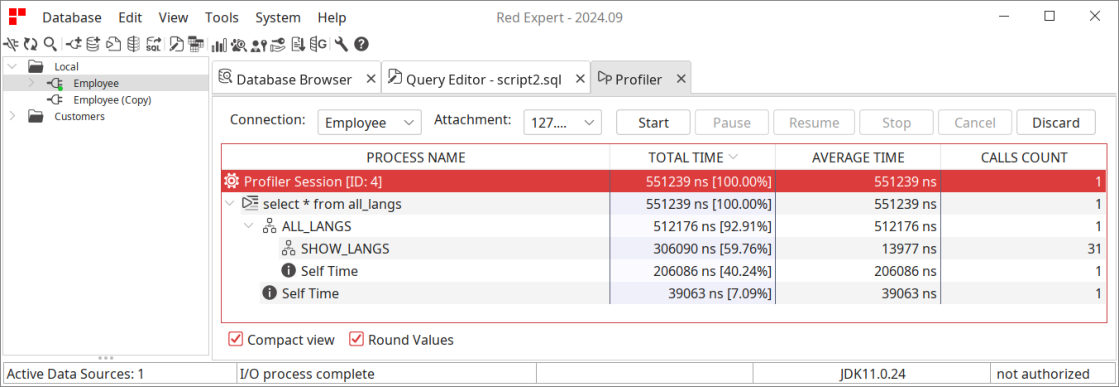 Database Edit View Tools System Help Red Expert - 2024.09
SQL G
Local
Employee
Employee (Copy)
Customers
Database Browser Query Editor - script2.sql Profiler
Connection: Employee Attachment: 127.... Start Pause Resume Stop Cancel Discard
PROCESS NAME TOTAL TIME AVERAGE TIME CALLS COUNT
Profiler Session [ID: 4] 551239 ns [100.00%] 551239 ns 1
select * from all_langs 551239 ns [100.00%] 551239 ns 1
ALL_LANGS 512176 ns [92.91%] 512176 ns 1
SHOW_LANGS 306090 ns [59.76%] 13977 ns 31
Self Time 206086 ns [40.24%] 206086 ns 1
Self Time 39063 ns [7.09%] 39063 ns 1
Compact view Round Values
Active Data Sources: 1 I/O process complete JDK11.0.24 not authorized